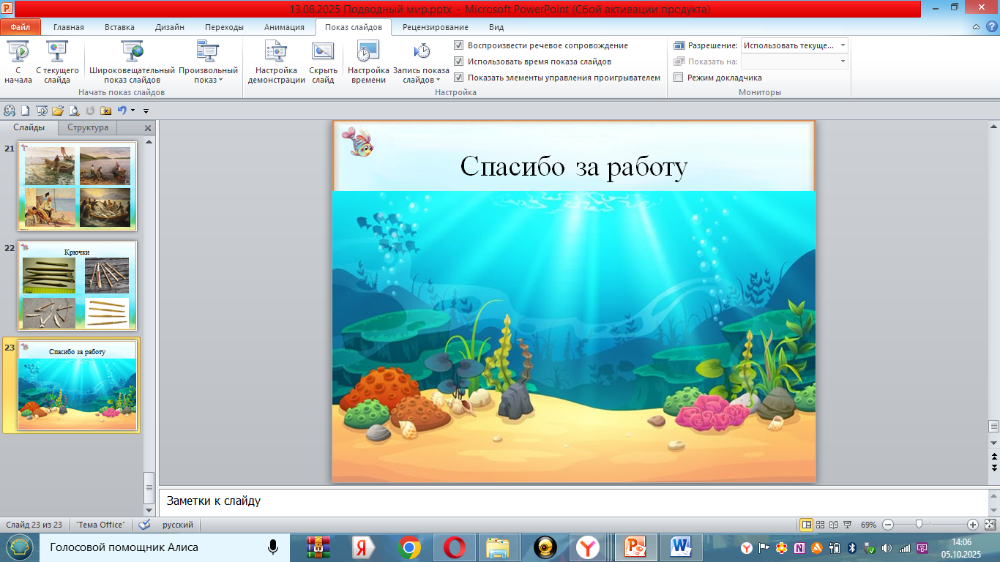 13.08.2025 Подводный мир.pptx - Microsoft PowerPoint (Сбой активации продукта)
Файл Главная Вставка Дизайн Переходы Анимация Показ слайдов Рецензирование Вид
С начала
С текущего слайда
Широковещательный показ слайдов
Произвольный показ
Начать показ слайдов
Настройка демонстрации
Скрыть слайд
Настройка времени
Запись показа слайдов
Воспроизвести речевое сопровождение
Использовать время показа слайдов
Показать элементы управления проигрывателем
Настройка
Разрешение: Использовать текуще...
Показать на:
Режим докладчика
Мониторы
Слайды Структура
21
22
Крючки
23
Спасибо за работу
Спасибо за работу
Заметки к слайду
Слайд 23 из 23 "Тема Office" русский 69%
Голосовой помощник Алиса
14:06
05.10.2025